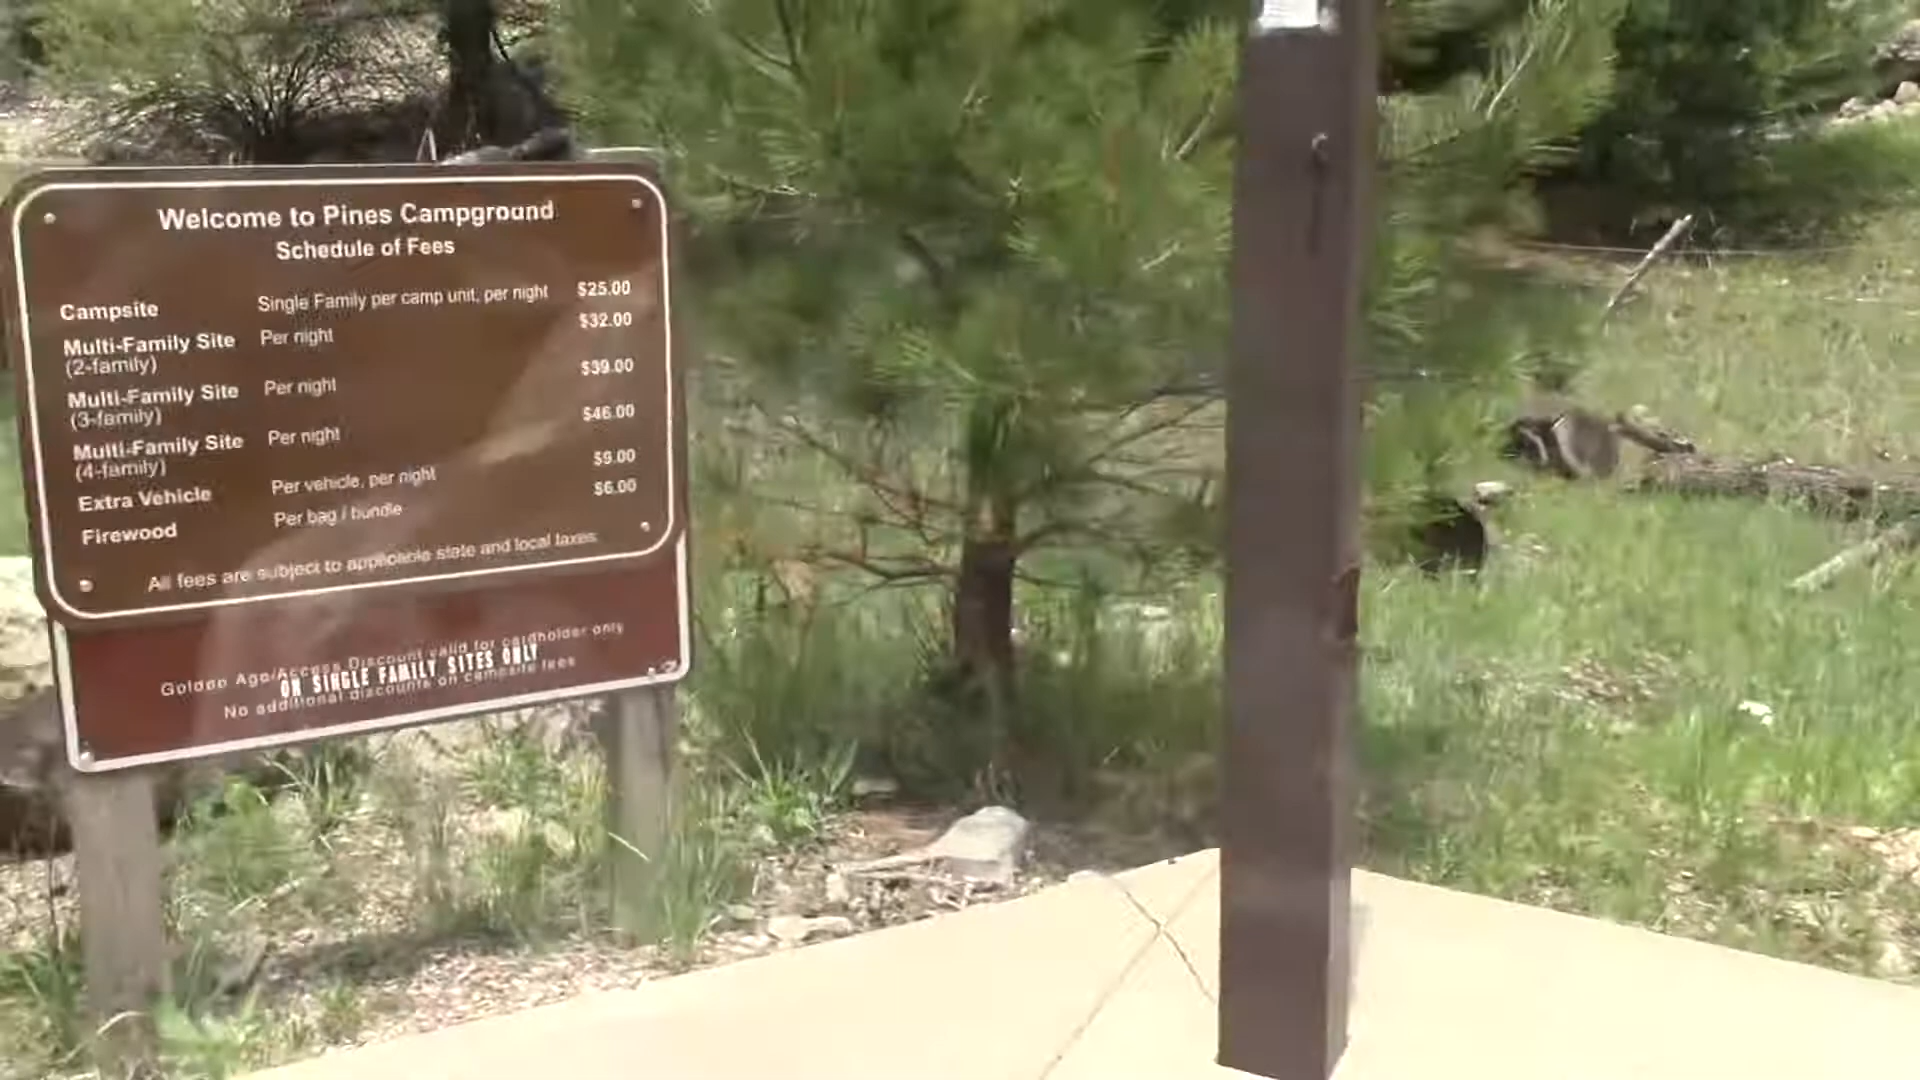 Welcome to Pines Campground
Schedule of Fees
Campsite Single Family per camp unit, per night $25.00
Multi-Family Site Per night $32.00
(2-family)
Multi-Family Site Per night $39.00
(3-family)
Multi-Family Site Per night $46.00
(4-family)
Extra Vehicle Per vehicle, per night $9.00
Firewood Per bag / bundle $6.00
All fees are subject to applicable state and local taxes
Golden Age/Access Discount valid for cardholder only
ON SINGLE FAMILY SITES ONLY
No additional discounts on campsite fees